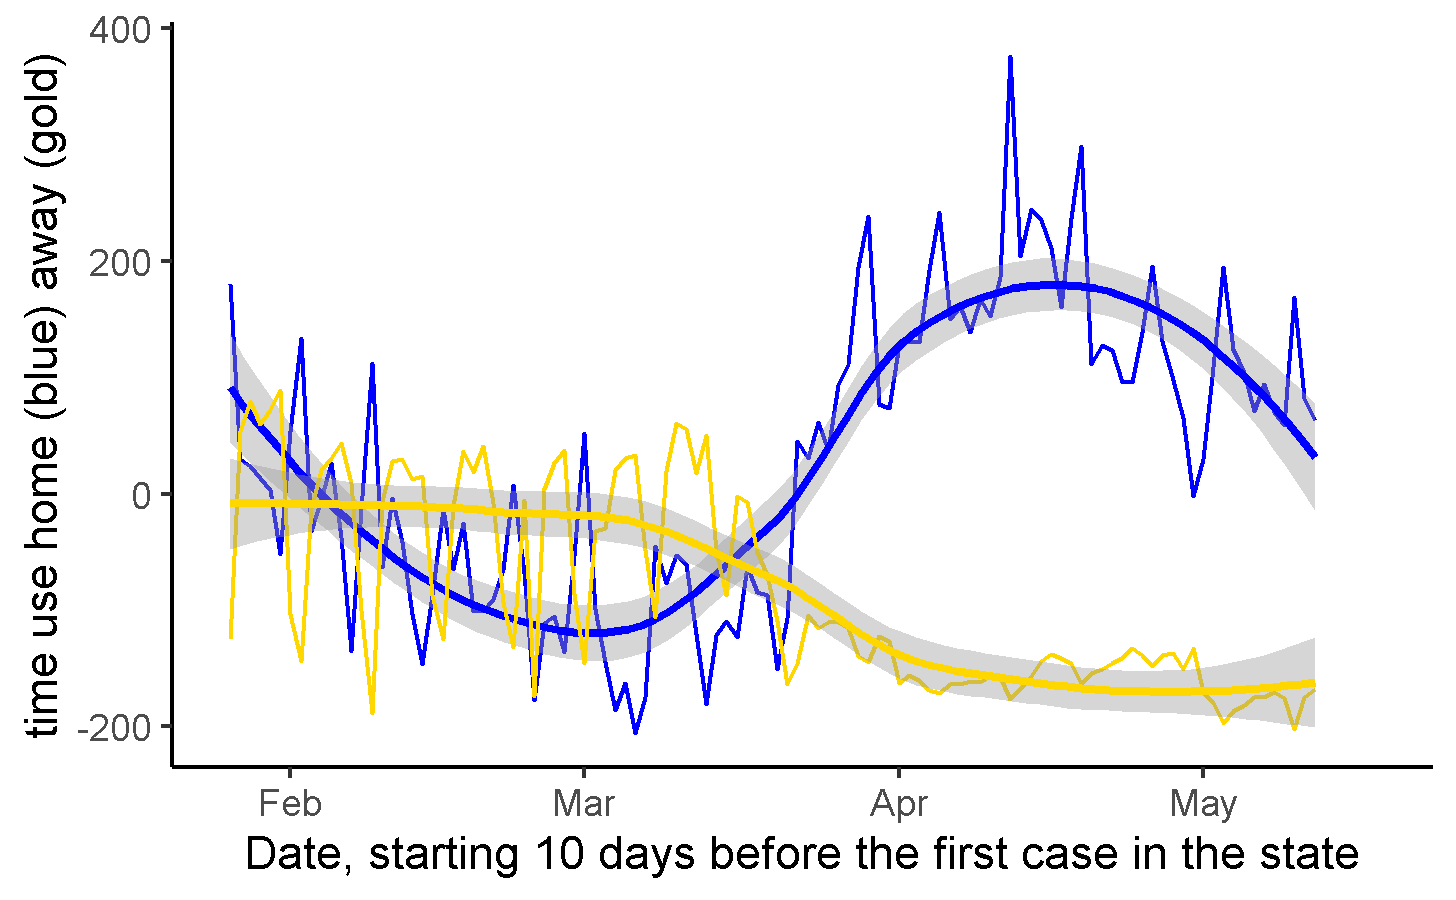 time use home (blue) away (gold)
400
200
0
-200
Feb Mar Apr May
Date, starting 10 days before the first case in the state